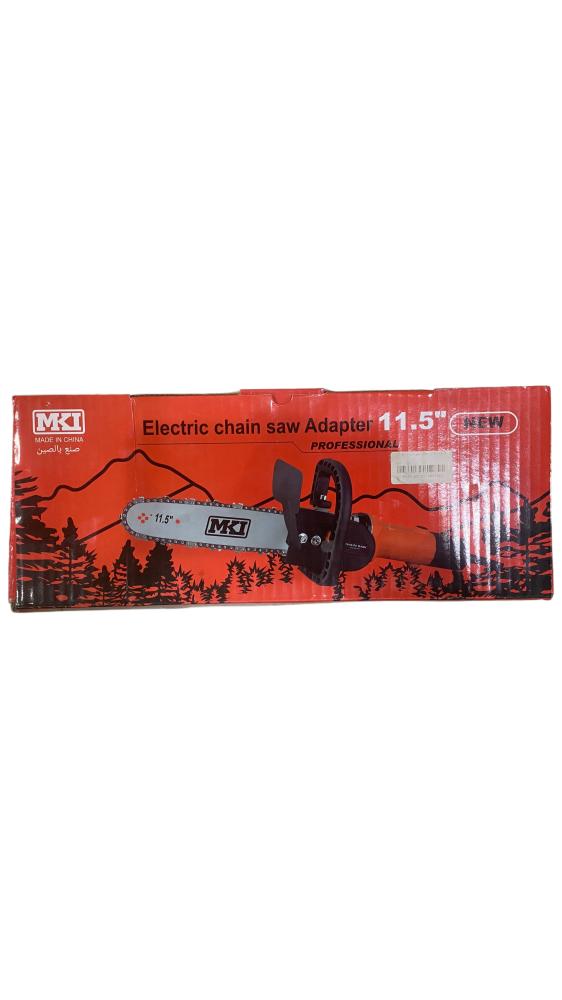 MKI
MADE IN CHINA
صنع بالصين
Electric chain saw Adapter 11.5" NEW
PROFESSIONAL
11.5"
MKI